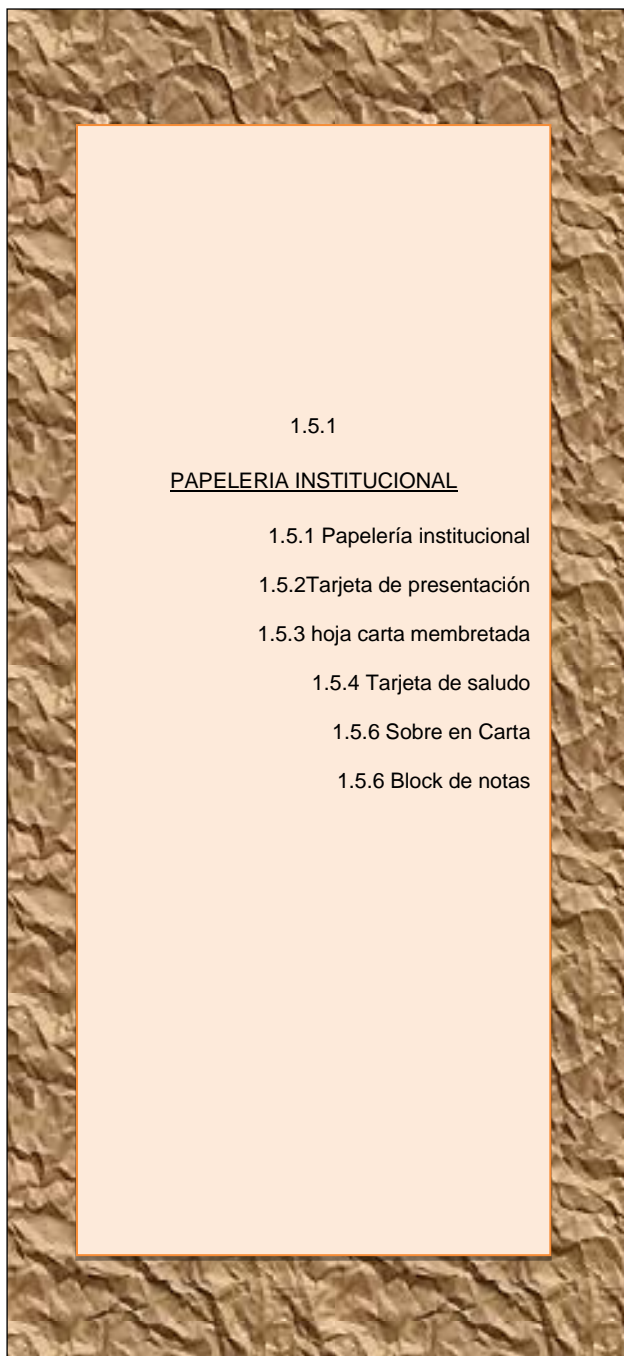 1.5.1
PAPELERIA INSTITUCIONAL
1.5.1 Papelería institucional
1.5.2Tarjeta de presentación
1.5.3 hoja carta membretada
1.5.4 Tarjeta de saludo
1.5.6 Sobre en Carta
1.5.6 Block de notas